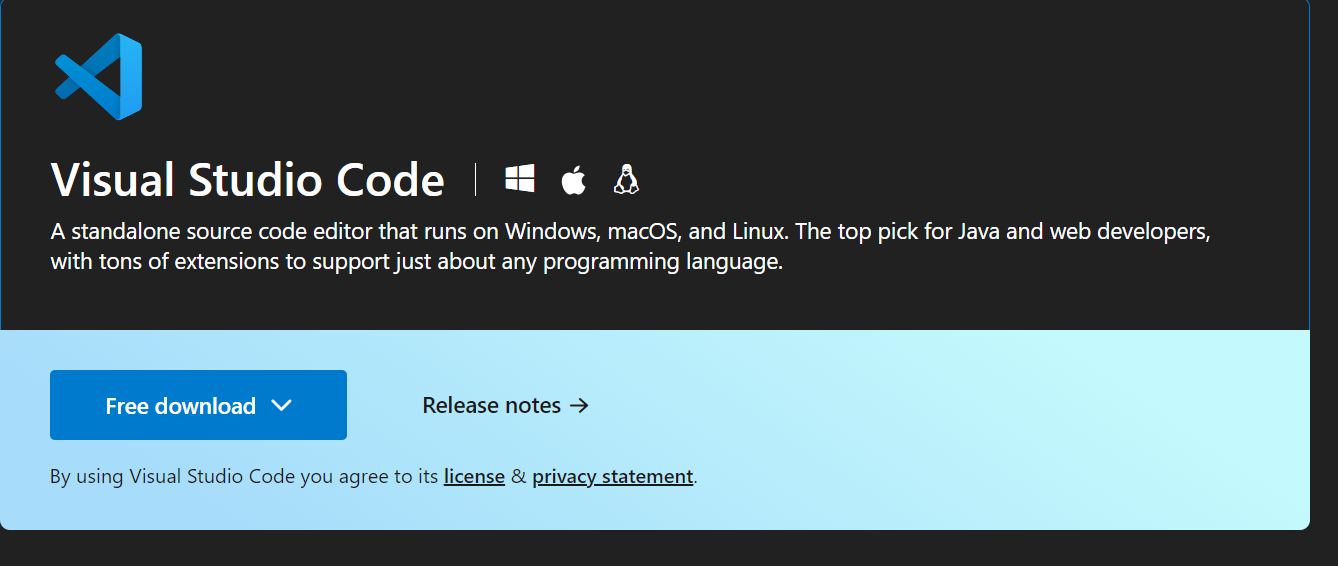 Visual Studio Code
A standalone source code editor that runs on Windows, macOS, and Linux. The top pick for Java and web developers,
with tons of extensions to support just about any programming language.
Free download
Release notes →
By using Visual Studio Code you agree to its license & privacy statement.